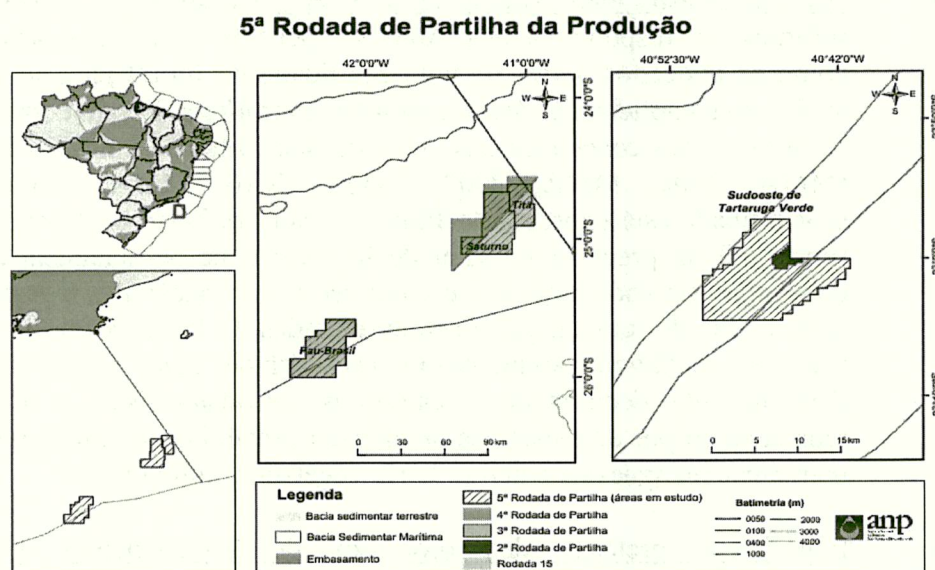 5ª Rodada de Partilha da Produção
42°0'0"W
41°0'0"W
40°52'30"W
40°42'0"W
N
W
E
S
24°0'0"S
25°0'0"S
26°0'0"S
N
W
E
S
Titã
Saturno
Pau-Brasil
Sudoeste de
Tartaruga Verde
0 30 60 90 km
0 5 10 15 km
Legenda
Bacia sedimentar terrestre
Bacia Sedimentar Marítima
Embasamento
5ª Rodada de Partilha (áreas em estudo)
4ª Rodada de Partilha
3ª Rodada de Partilha
2ª Rodada de Partilha
Rodada 15
Batimetria (m)
0050
0100
0400
1000
2000
3000
4000
anp